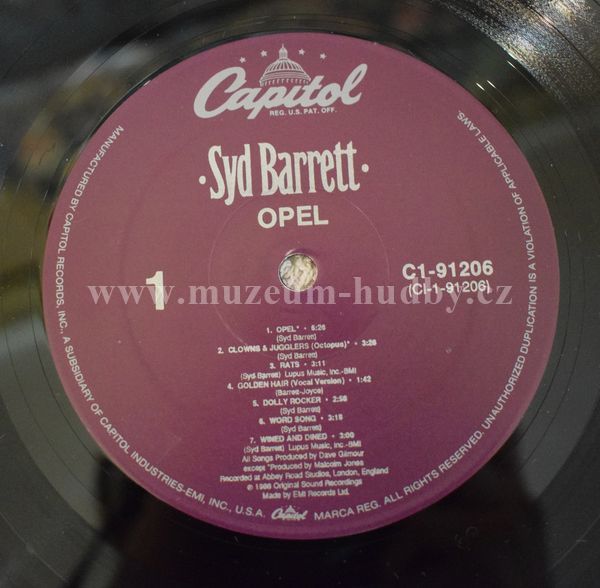 Capitol
REG. U.S. PAT. OFF.
·Syd Barrett·
OPEL
1
C1-91206
(CI-1-91206)
www.muzeum-hudby.cz
1. OPEL* • 6:26
(Syd Barrett)
2. CLOWNS & JUGGLERS (Octopus)* • 3:26
(Syd Barrett)
3. RATS • 3:11
(Syd Barrett) Lupus Music, Inc.-BMI
4. GOLDEN HAIR (Vocal Version) • 1:42
(Barrett-Joyce)
5. DOLLY ROCKER • 2:58
(Syd Barrett)
6. WORD SONG • 3:19
(Syd Barrett)
7. WINED AND DINED • 3:00
(Syd Barrett) Lupus Music, Inc.-BMI
All Songs Produced by Dave Gilmour
except *Produced by Malcolm Jones
Recorded at Abbey Road Studios, London, England
℗ 1988 Original Sound Recordings
Made by EMI Records Ltd.
MANUFACTURED BY CAPITOL RECORDS, INC., A SUBSIDIARY OF CAPITOL INDUSTRIES-EMI, INC., U.S.A. Capitol MARCA REG. ALL RIGHTS RESERVED. UNAUTHORIZED DUPLICATION IS A VIOLATION OF APPLICABLE LAWS.